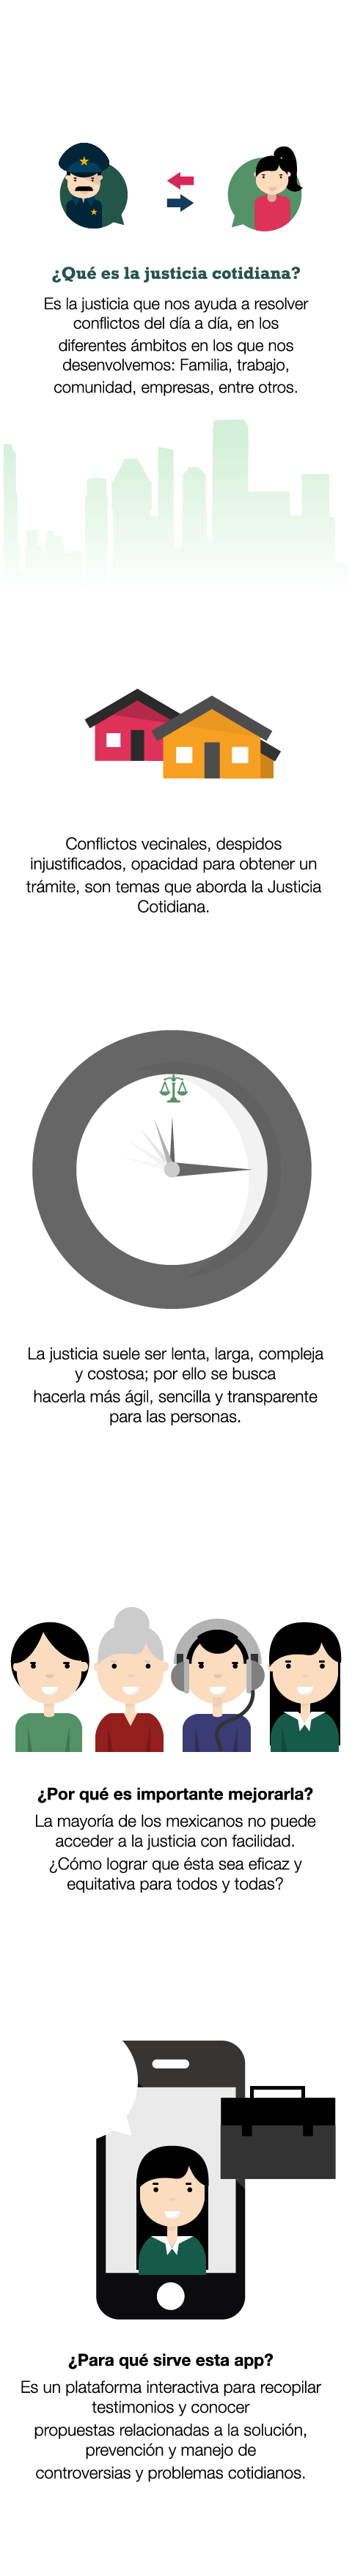 ¿Qué es la justicia cotidiana?
Es la justicia que nos ayuda a resolver
conflictos del día a día, en los
diferentes ámbitos en los que nos
desenvolvemos: Familia, trabajo,
comunidad, empresas, entre otros.
Conflictos vecinales, despidos
injustificados, opacidad para obtener un
trámite, son temas que aborda la Justicia
Cotidiana.
La justicia suele ser lenta, larga, compleja
y costosa; por ello se busca
hacerla más ágil, sencilla y transparente
para las personas.
¿Por qué es importante mejorarla?
La mayoría de los mexicanos no puede
acceder a la justicia con facilidad.
¿Cómo lograr que ésta sea eficaz y
equitativa para todos y todas?
¿Para qué sirve esta app?
Es un plataforma interactiva para recopilar
testimonios y conocer
propuestas relacionadas a la solución,
prevención y manejo de
controversias y problemas cotidianos.